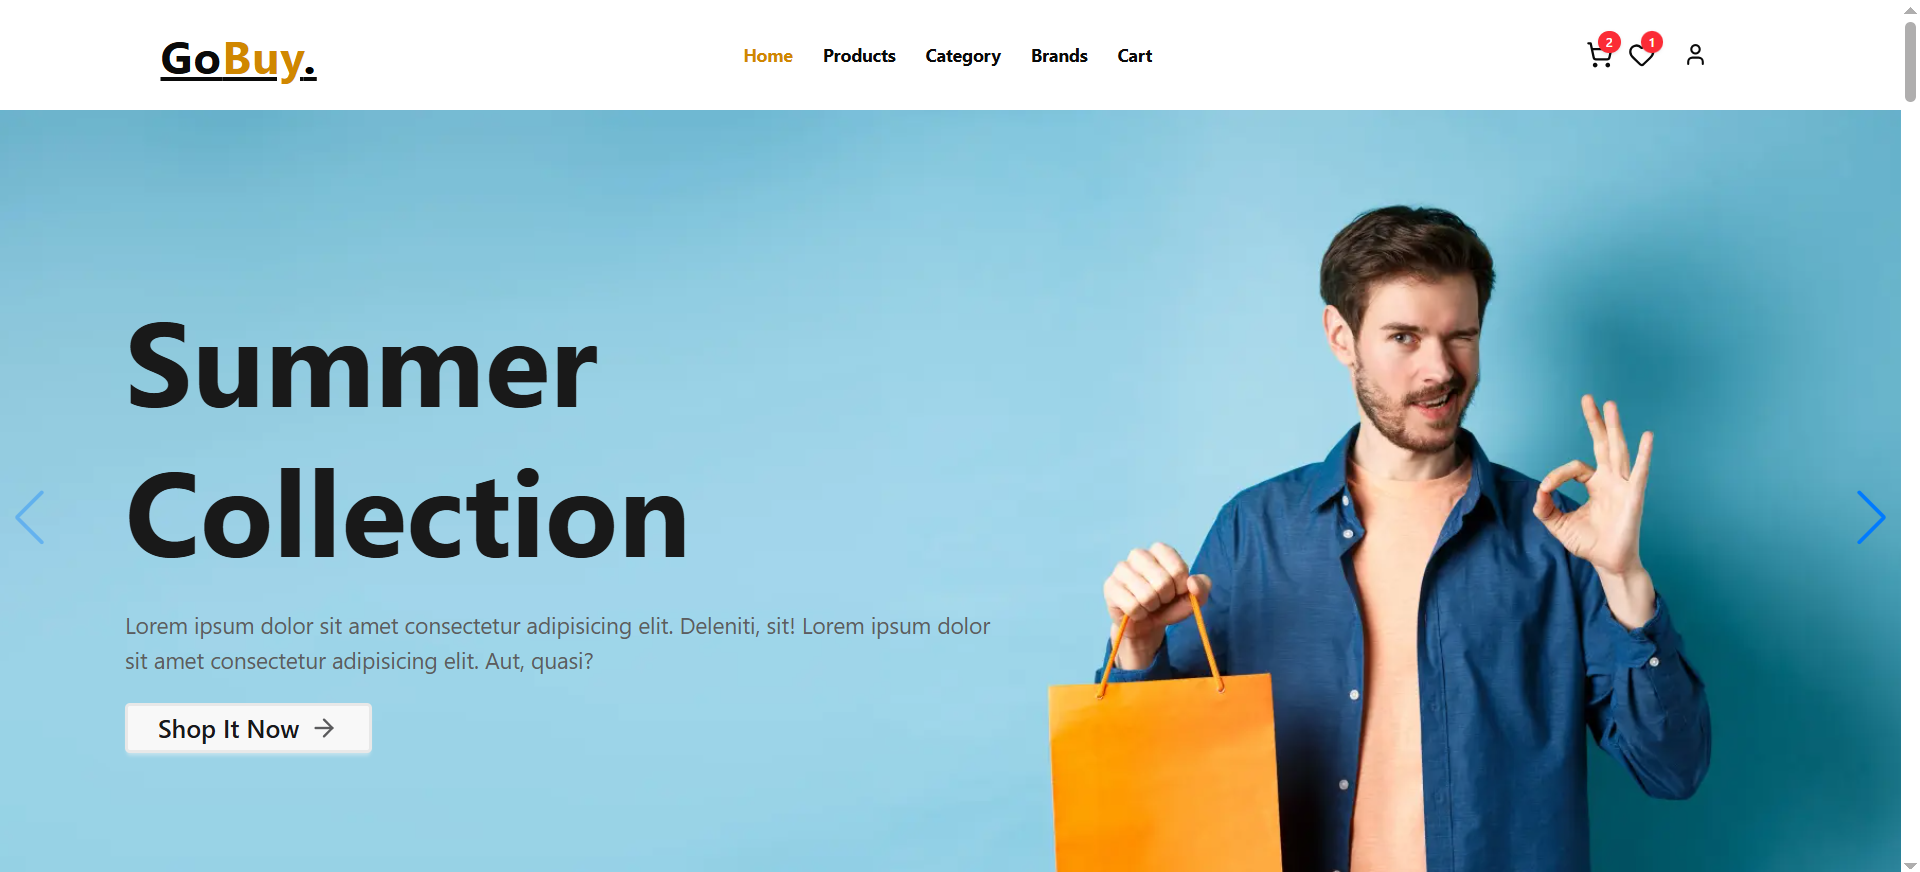 GoBuy.
Home Products Category Brands Cart
2 1
Summer
Collection
Lorem ipsum dolor sit amet consectetur adipisicing elit. Deleniti, sit! Lorem ipsum dolor
sit amet consectetur adipisicing elit. Aut, quasi?
Shop It Now